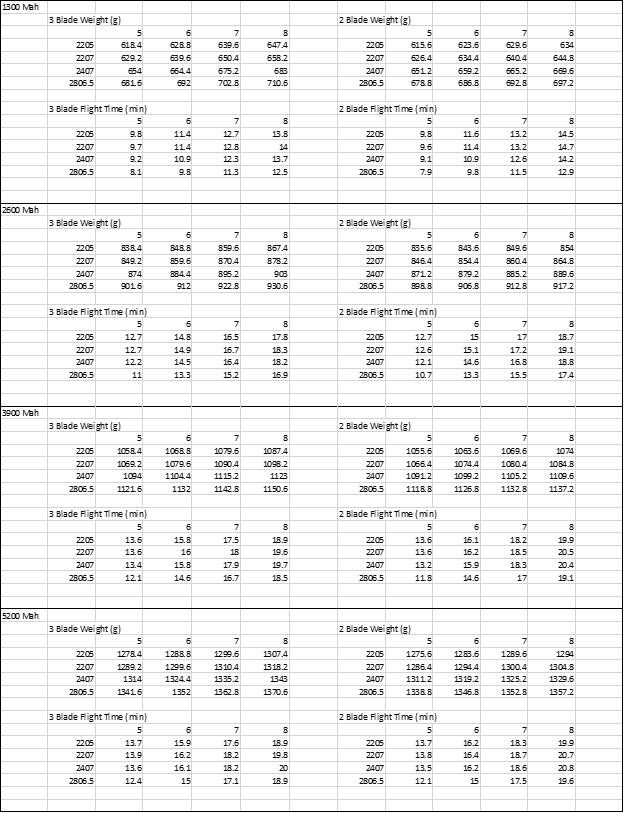 1300 Mah
3 Blade Weight (g) 2 Blade Weight (g)
5 6 7 8 5 6 7 8
2205 618.4 628.8 639.6 647.4 2205 615.6 623.6 629.6 634
2207 629.2 639.6 650.4 658.2 2207 626.4 634.4 640.4 644.8
2407 654 664.4 675.2 683 2407 651.2 659.2 665.2 669.6
2806.5 681.6 692 702.8 710.6 2806.5 678.8 686.8 692.8 697.2
3 Blade Flight Time (min) 2 Blade Flight Time (min)
5 6 7 8 5 6 7 8
2205 9.8 11.4 12.7 13.8 2205 9.8 11.6 13.2 14.5
2207 9.7 11.4 12.8 14 2207 9.6 11.4 13.2 14.7
2407 9.2 10.9 12.3 13.7 2407 9.1 10.9 12.6 14.2
2806.5 8.1 9.8 11.3 12.5 2806.5 7.9 9.8 11.5 12.9
2600 Mah
3 Blade Weight (g) 2 Blade Weight (g)
5 6 7 8 5 6 7 8
2205 838.4 848.8 859.6 867.4 2205 835.6 843.6 849.6 854
2207 849.2 859.6 870.4 878.2 2207 846.4 854.4 860.4 864.8
2407 874 884.4 895.2 903 2407 871.2 879.2 885.2 889.6
2806.5 901.6 912 922.8 930.6 2806.5 898.8 906.8 912.8 917.2
3 Blade Flight Time (min) 2 Blade Flight Time (min)
5 6 7 8 5 6 7 8
2205 12.7 14.8 16.5 17.8 2205 12.7 15 17 18.7
2207 12.7 14.9 16.7 18.3 2207 12.6 15.1 17.2 19.1
2407 12.2 14.5 16.4 18.2 2407 12.1 14.6 16.8 18.8
2806.5 11 13.3 15.2 16.9 2806.5 10.7 13.3 15.5 17.4
3900 Mah
3 Blade Weight (g) 2 Blade Weight (g)
5 6 7 8 5 6 7 8
2205 1058.4 1068.8 1079.6 1087.4 2205 1055.6 1063.6 1069.6 1074
2207 1069.2 1079.6 1090.4 1098.2 2207 1066.4 1074.4 1080.4 1084.8
2407 1094 1104.4 1115.2 1123 2407 1091.2 1099.2 1105.2 1109.6
2806.5 1121.6 1132 1142.8 1150.6 2806.5 1118.8 1126.8 1132.8 1137.2
3 Blade Flight Time (min) 2 Blade Flight Time (min)
5 6 7 8 5 6 7 8
2205 13.6 15.8 17.5 18.9 2205 13.6 16.1 18.2 19.9
2207 13.6 16 18 19.6 2207 13.6 16.2 18.5 20.5
2407 13.4 15.8 17.9 19.7 2407 13.2 15.9 18.3 20.4
2806.5 12.1 14.6 16.7 18.5 2806.5 11.8 14.6 17 19.1
5200 Mah
3 Blade Weight (g) 2 Blade Weight (g)
5 6 7 8 5 6 7 8
2205 1278.4 1288.8 1299.6 1307.4 2205 1275.6 1283.6 1289.6 1294
2207 1289.2 1299.6 1310.4 1318.2 2207 1286.4 1294.4 1300.4 1304.8
2407 1314 1324.4 1335.2 1343 2407 1311.2 1319.2 1325.2 1329.6
2806.5 1341.6 1352 1362.8 1370.6 2806.5 1338.8 1346.8 1352.8 1357.2
3 Blade Flight Time (min) 2 Blade Flight Time (min)
5 6 7 8 5 6 7 8
2205 13.7 15.9 17.6 18.9 2205 13.7 16.2 18.3 19.9
2207 13.9 16.2 18.2 19.8 2207 13.8 16.4 18.7 20.7
2407 13.6 16.1 18.2 20 2407 13.5 16.2 18.6 20.8
2806.5 12.4 15 17.1 18.9 2806.5 12.1 15 17.5 19.6